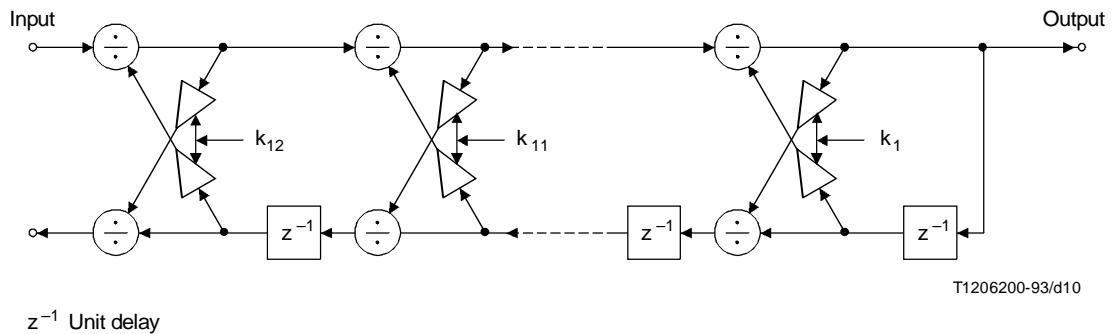 Input
Output
÷
÷
÷
k₁₂
k₁₁
k₁
÷
z⁻¹
÷
z⁻¹
÷
z⁻¹
T1206200-93/d10
z⁻¹ Unit delay